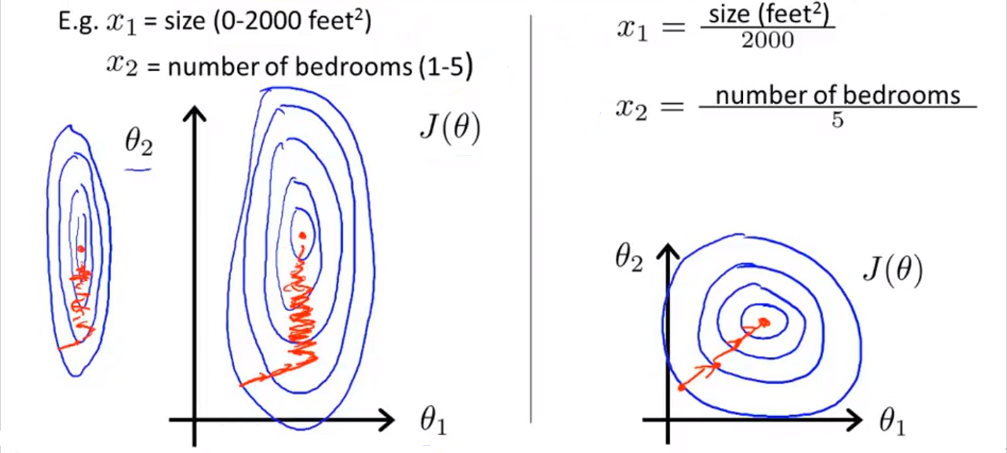 E.g. x₁ = size (0-2000 feet²)
x₂ = number of bedrooms (1-5)
θ₂
J(θ)
θ₁
x₁ = size (feet²) / 2000
x₂ = number of bedrooms / 5
θ₂
J(θ)
θ₁